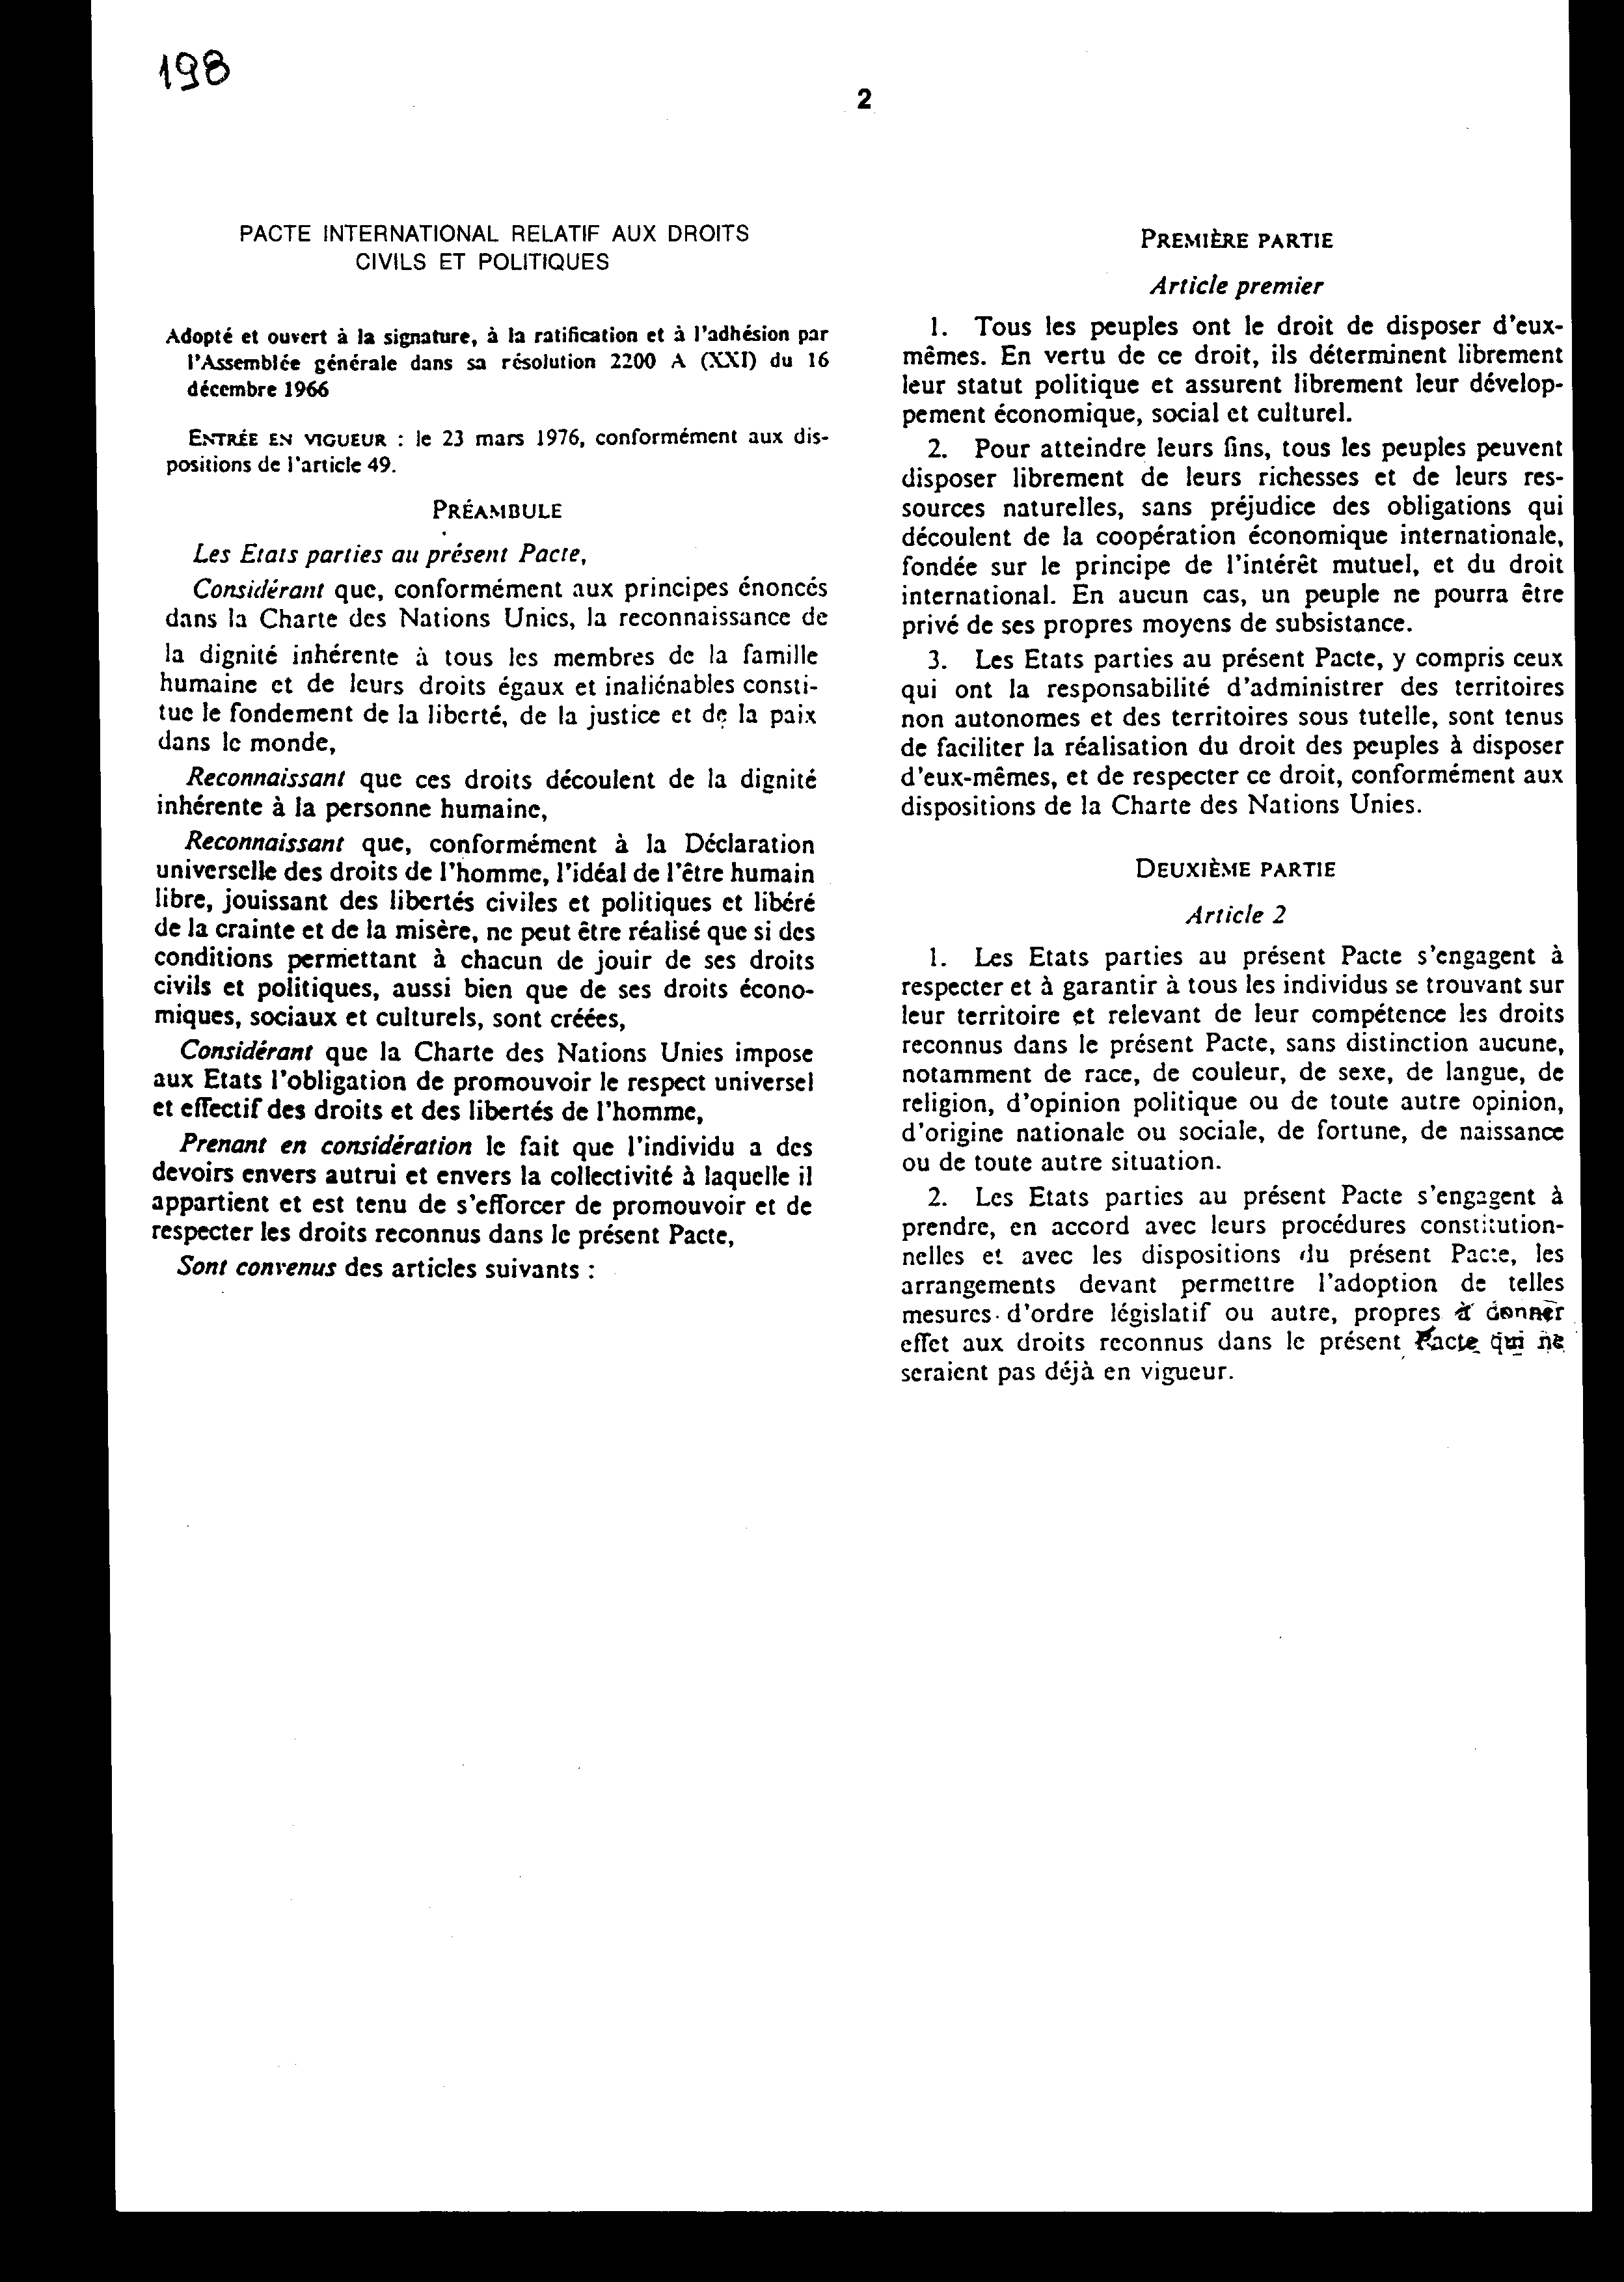 198
2
PACTE INTERNATIONAL RELATIF AUX DROITS
CIVILS ET POLITIQUES
Adopté et ouvert à la signature, à la ratification et à l'adhésion par
l'Assemblée générale dans sa résolution 2200 A (XXI) du 16
décembre 1966
ENTRÉE EN VIGUEUR : le 23 mars 1976, conformément aux dis-
positions de l'article 49.
PRÉAMBULE
Les Etats parties au présent Pacte,
Considérant que, conformément aux principes énoncés
dans la Charte des Nations Unies, la reconnaissance de
la dignité inhérente à tous les membres de la famille
humaine et de leurs droits égaux et inaliénables consti-
tue le fondement de la liberté, de la justice et de la paix
dans le monde,
Reconnaissant que ces droits découlent de la dignité
inhérente à la personne humaine,
Reconnaissant que, conformément à la Déclaration
universelle des droits de l'homme, l'idéal de l'être humain
libre, jouissant des libertés civiles et politiques et libéré
de la crainte et de la misère, ne peut être réalisé que si des
conditions permettant à chacun de jouir de ses droits
civils et politiques, aussi bien que de ses droits écono-
miques, sociaux et culturels, sont créées,
Considérant que la Charte des Nations Unies impose
aux Etats l'obligation de promouvoir le respect universel
et effectif des droits et des libertés de l'homme,
Prenant en considération le fait que l'individu a des
devoirs envers autrui et envers la collectivité à laquelle il
appartient et est tenu de s'efforcer de promouvoir et de
respecter les droits reconnus dans le présent Pacte,
Sont convenus des articles suivants :
PREMIÈRE PARTIE
Article premier
1. Tous les peuples ont le droit de disposer d'eux-
mêmes. En vertu de ce droit, ils déterminent librement
leur statut politique et assurent librement leur dévelop-
pement économique, social et culturel.
2. Pour atteindre leurs fins, tous les peuples peuvent
disposer librement de leurs richesses et de leurs res-
sources naturelles, sans préjudice des obligations qui
découlent de la coopération économique internationale,
fondée sur le principe de l'intérêt mutuel, et du droit
international. En aucun cas, un peuple ne pourra être
privé de ses propres moyens de subsistance.
3. Les Etats parties au présent Pacte, y compris ceux
qui ont la responsabilité d'administrer des territoires
non autonomes et des territoires sous tutelle, sont tenus
de faciliter la réalisation du droit des peuples à disposer
d'eux-mêmes, et de respecter ce droit, conformément aux
dispositions de la Charte des Nations Unies.
DEUXIÈME PARTIE
Article 2
1. Les Etats parties au présent Pacte s'engagent à
respecter et à garantir à tous les individus se trouvant sur
leur territoire et relevant de leur compétence les droits
reconnus dans le présent Pacte, sans distinction aucune,
notamment de race, de couleur, de sexe, de langue, de
religion, d'opinion politique ou de toute autre opinion,
d'origine nationale ou sociale, de fortune, de naissance
ou de toute autre situation.
2. Les Etats parties au présent Pacte s'engagent à
prendre, en accord avec leurs procédures constitution-
nelles et avec les dispositions du présent Pacte, les
arrangements devant permettre l'adoption de telles
mesures d'ordre législatif ou autre, propres à donner
effet aux droits reconnus dans le présent Pacte qui ne
seraient pas déjà en vigueur.